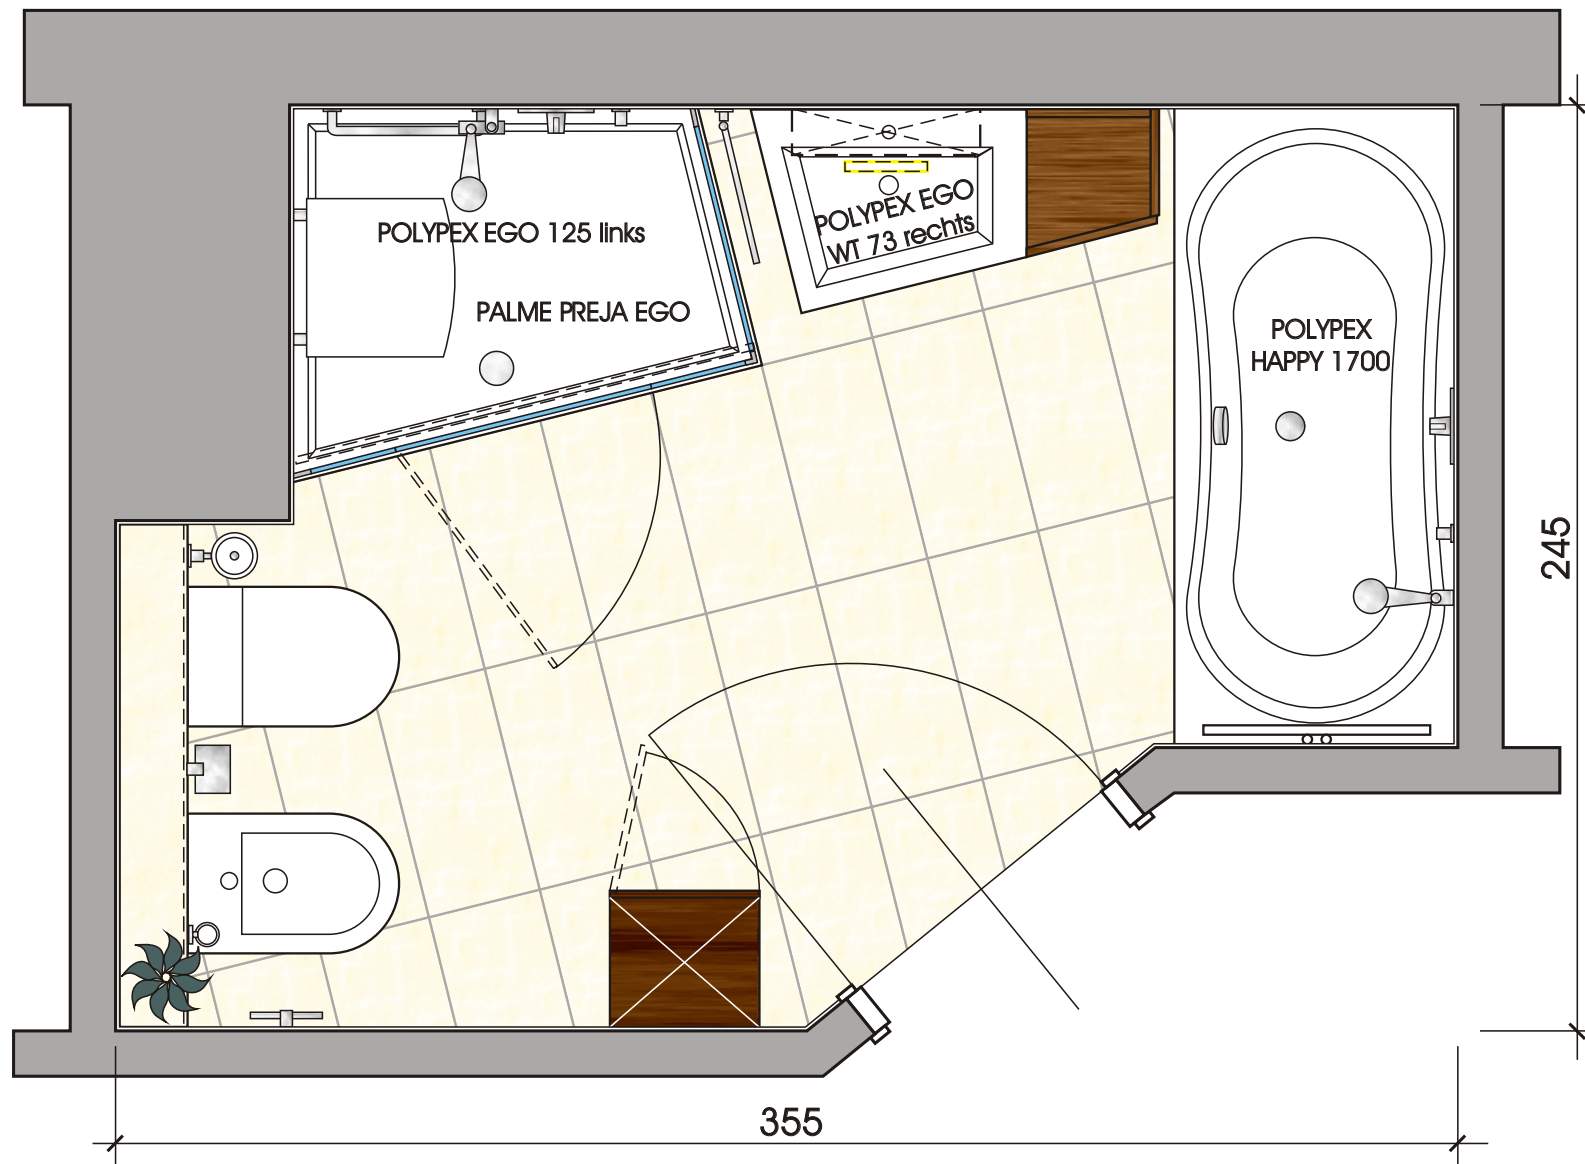 POLYPEX EGO 125 links
PALME PREJA EGO
POLYPEX EGO
WT 73 rechts
POLYPEX
HAPPY 1700
245
355